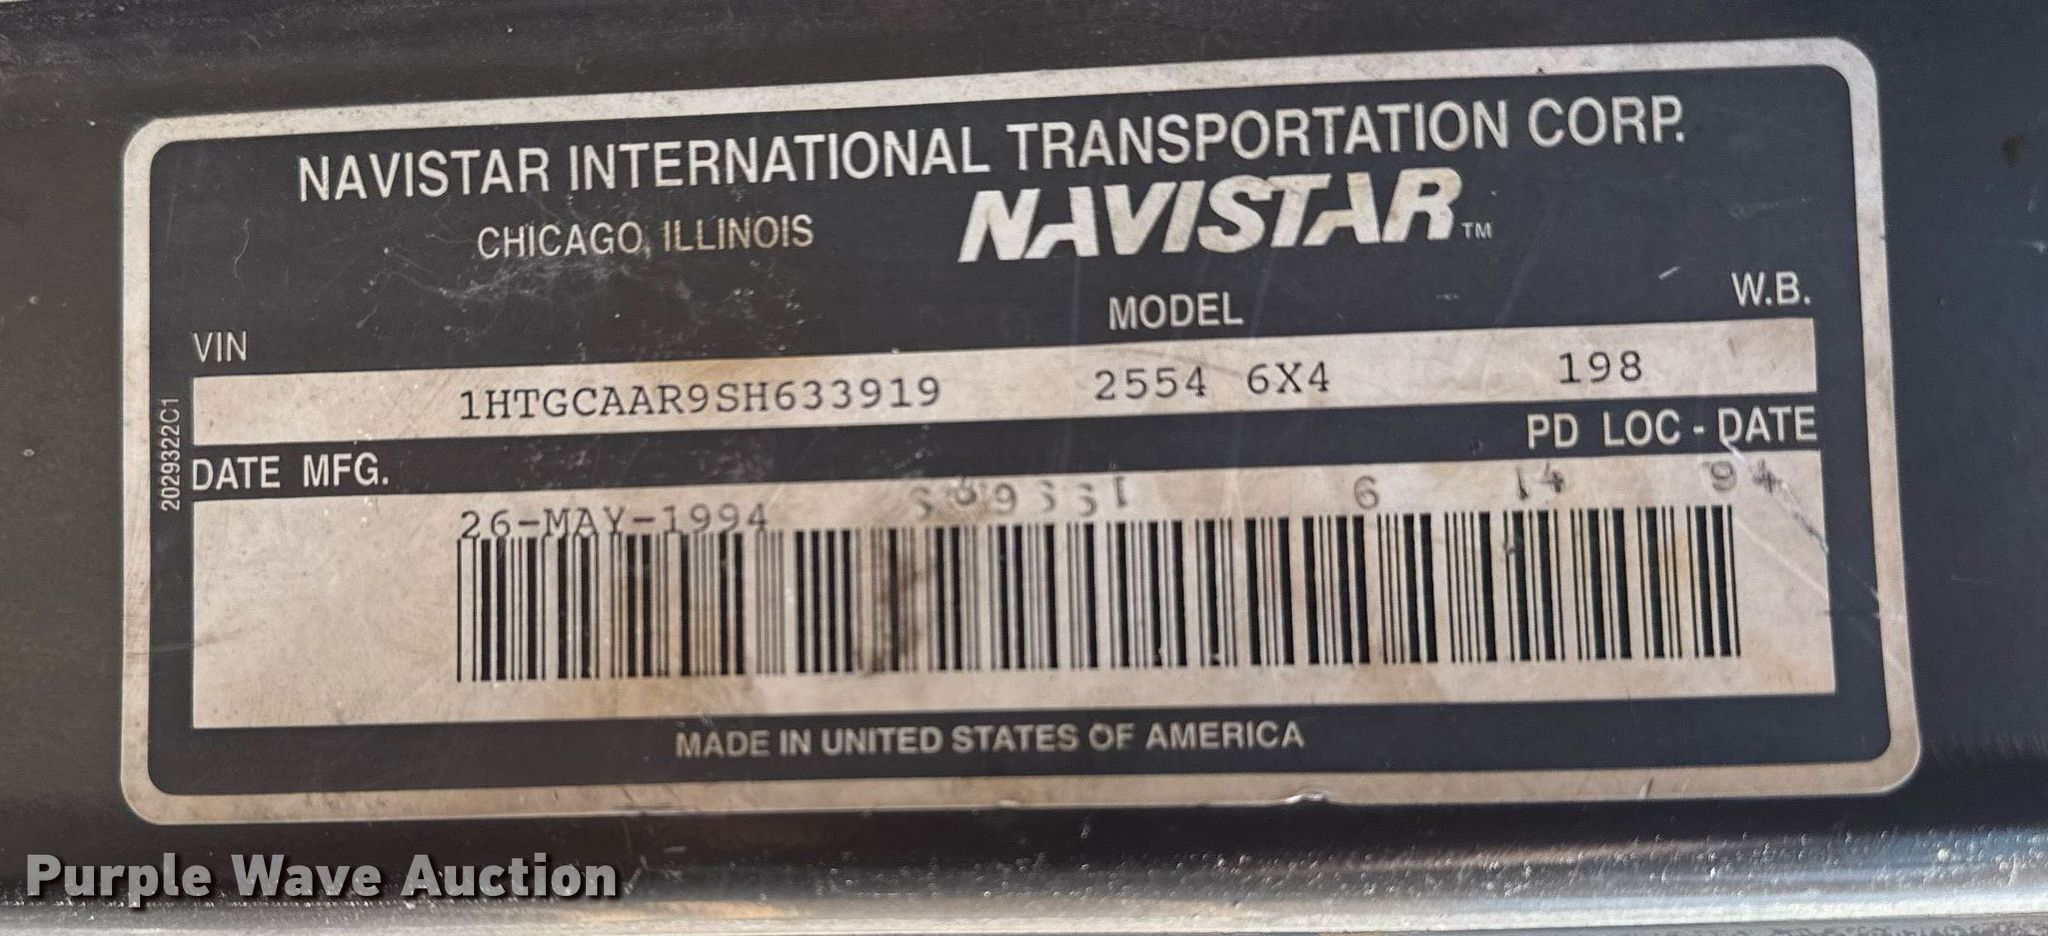 NAVISTAR INTERNATIONAL TRANSPORTATION CORP.
CHICAGO, ILLINOIS
NAVISTAR™
VIN
MODEL
W.B.
1HTGCAAR9SH633919 2554 6X4 198
2029322C1
DATE MFG.
PD LOC - DATE
26-MAY-1994
6 14 94
MADE IN UNITED STATES OF AMERICA
Purple Wave Auction